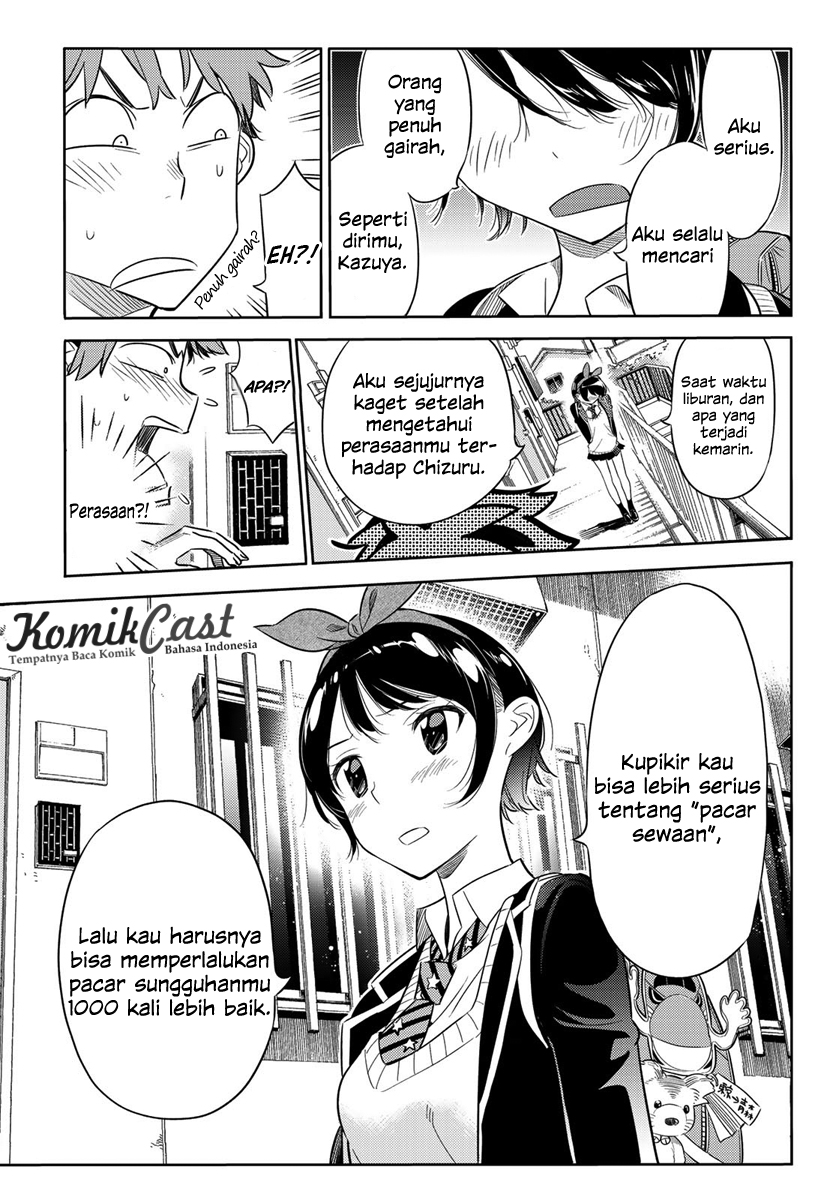 Aku
serius.
Aku selalu
mencari
Orang
yang
penuh
gairah,
Seperti
dirimu,
Kazuya.
EH?!
Penuh gairah?
Saat waktu
liburan, dan
apa yang
terjadi
kemarin.
Aku sejujurnya
kaget setelah
mengetahui
perasaanmu ter-
hadap Chizuru.
APA?!
Perasaan?!
KomikCast
Tempatnya Baca Komik Bahasa Indonesia
Kupikir kau
bisa lebih serius
tentang "pacar
sewaan",
Lalu kau harusnya
bisa memperlalukan
pacar sungguhanmu
1000 kali lebih baik.